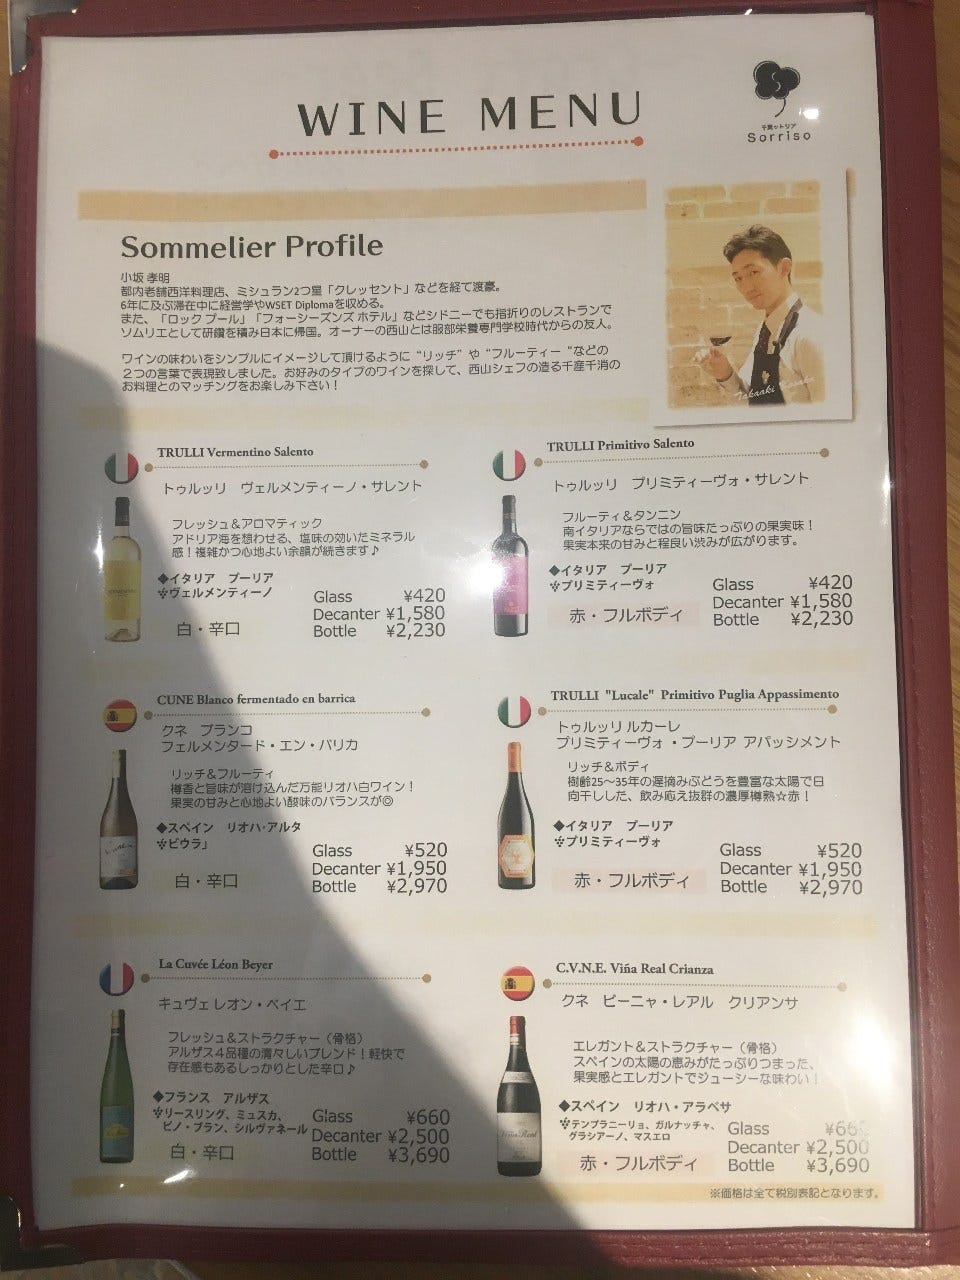 WINE MENU
Sorriso
Sommelier Profile
小坂 孝明
都内老舗西洋料理店、ミシュラン2つ星「クレッセント」などを経て渡豪。
6年に及ぶ滞在中に経営学やWSET Diplomaを収める。
また、「ロック プール」「フォーシーズンズ ホテル」などシドニーでも指折りのレストランで
ソムリエとして研鑽を積み日本に帰国。オーナーの西山とは服部栄養専門学校時代からの友人。
ワインの味わいをシンプルにイメージして頂けるように“リッチ”や“フルーティー“などの
2つの言葉で表現致しました。お好みのタイプのワインを探して、西山シェフの造る千産千消の
お料理とのマッチングをお楽しみ下さい！
Takaaki
TRULLI Vermentino Salento
トゥルッリ ヴェルメンティーノ・サレント
フレッシュ＆アロマティック
アドリア海を想わせる、塩味の効いたミネラル
感！複雑かつ心地よい余韻が続きます♪
◆イタリア プーリア
ヴェルメンティーノ
白・辛口
Glass ¥420
Decanter ¥1,580
Bottle ¥2,230
TRULLI Primitivo Salento
トゥルッリ プリミティーヴォ・サレント
フルーティ＆タンニン
南イタリアならではの旨味たっぷりの果実味！
果実本来の甘みと程良い渋みが広がります。
◆イタリア プーリア
プリミティーヴォ
赤・フルボディ
Glass ¥420
Decanter ¥1,580
Bottle ¥2,230
CUNE Blanco fermentado en barrica
クネ ブランコ
フェルメンタード・エン・バリカ
リッチ＆フルーティ
樽香と旨味が溶け込んだ万能リオハ白ワイン！
果実の甘みと心地よい酸味のバランスが◎
◆スペイン リオハ・アルタ
ビウラ」
白・辛口
Glass ¥520
Decanter ¥1,950
Bottle ¥2,970
TRULLI "Lucale" Primitivo Puglia Appassimento
トゥルッリ ルカーレ
プリミティーヴォ ・プーリア アパッシメント
リッチ＆ボディ
樹齢25～35年の遅摘みぶどうを豊富な太陽で日
向干しした、飲み応え抜群の濃厚樽熟☆赤！
◆イタリア プーリア
プリミティーヴォ
赤・フルボディ
Glass ¥520
Decanter ¥1,950
Bottle ¥2,970
La Cuvée Léon Beyer
キュヴェ レオン・ベイエ
フレッシュ＆ストラクチャー（骨格）
アルザス４品種の清々しいブレンド！軽快で
存在感もあるしっかりとした辛口♪
◆フランス アルザス
リースリング、ミュスカ、
ピノ・ブラン、シルヴァネール
白・辛口
Glass ¥660
Decanter ¥2,500
Bottle ¥3,690
C.V.N.E. Viña Real Crianza
クネ ビーニャ・レアル クリアンサ
エレガント＆ストラクチャー（骨格）
スペインの太陽の恵みがたっぷりつまった、
果実感とエレガントでジューシーな味わい！
◆スペイン リオハ・アラベサ
テンプラニーリョ、ガルナッチャ、
グラシアーノ、マスエロ
赤・フルボディ
Glass ¥660
Decanter ¥2,500
Bottle ¥3,690
※価格は全て税別表記となります。